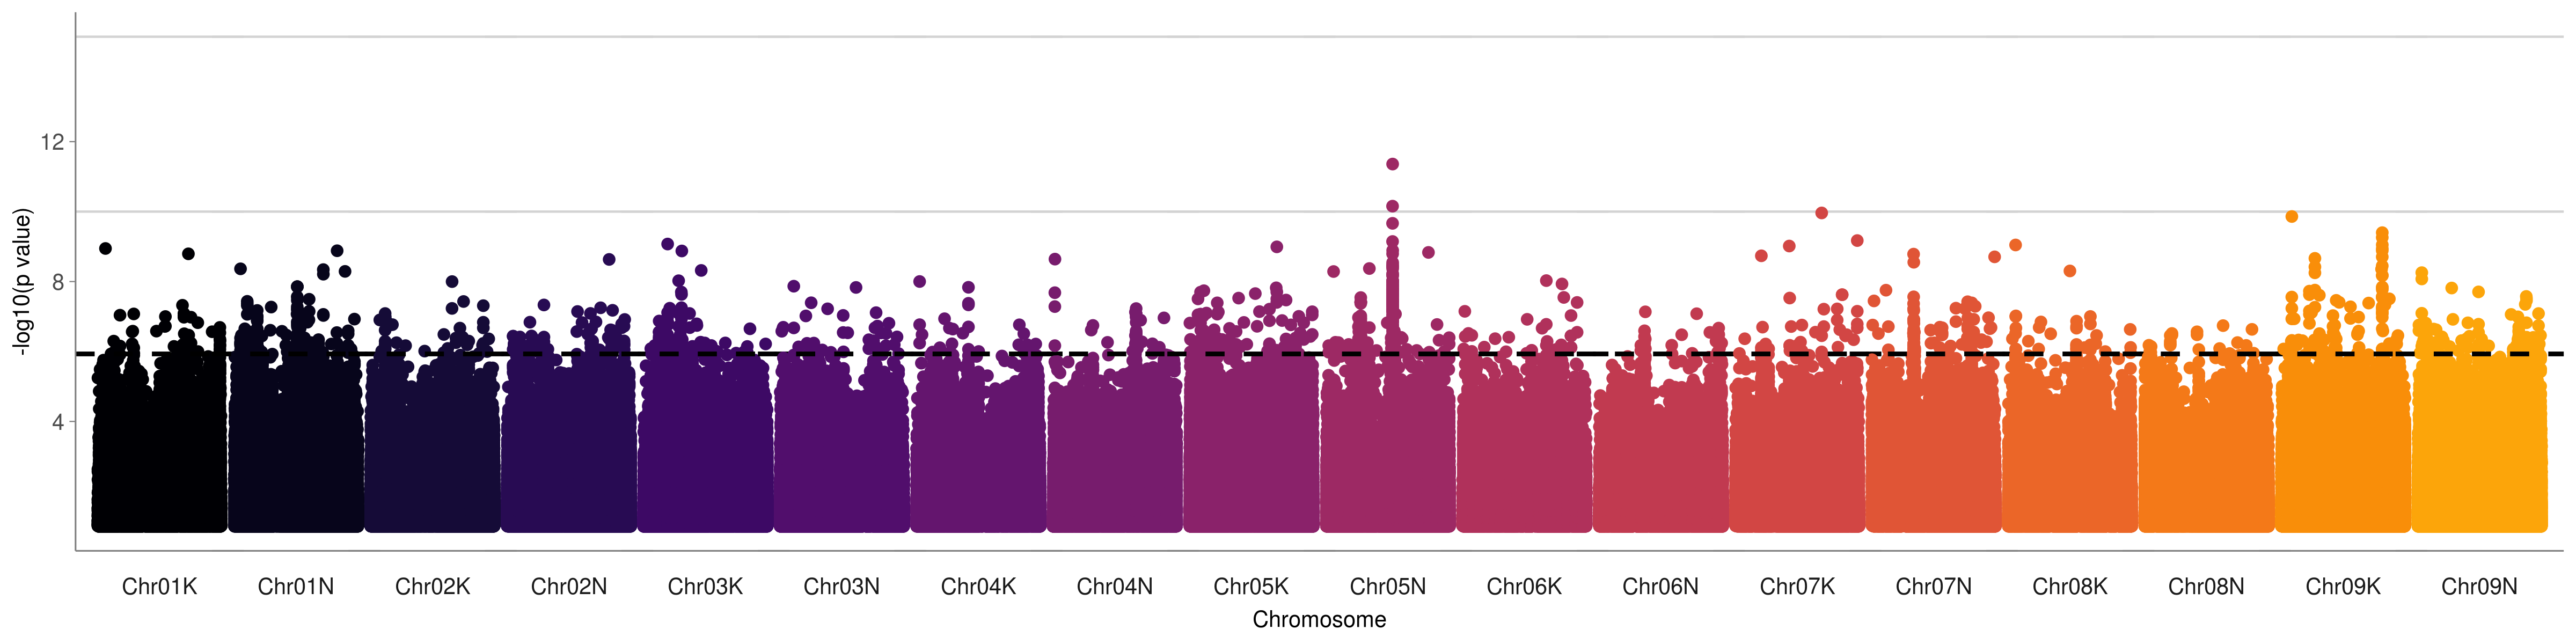 -log10(p value)
12
8
4
Chr01K Chr01N Chr02K Chr02N Chr03K Chr03N Chr04K Chr04N Chr05K Chr05N Chr06K Chr06N Chr07K Chr07N Chr08K Chr08N Chr09K Chr09N
Chromosome